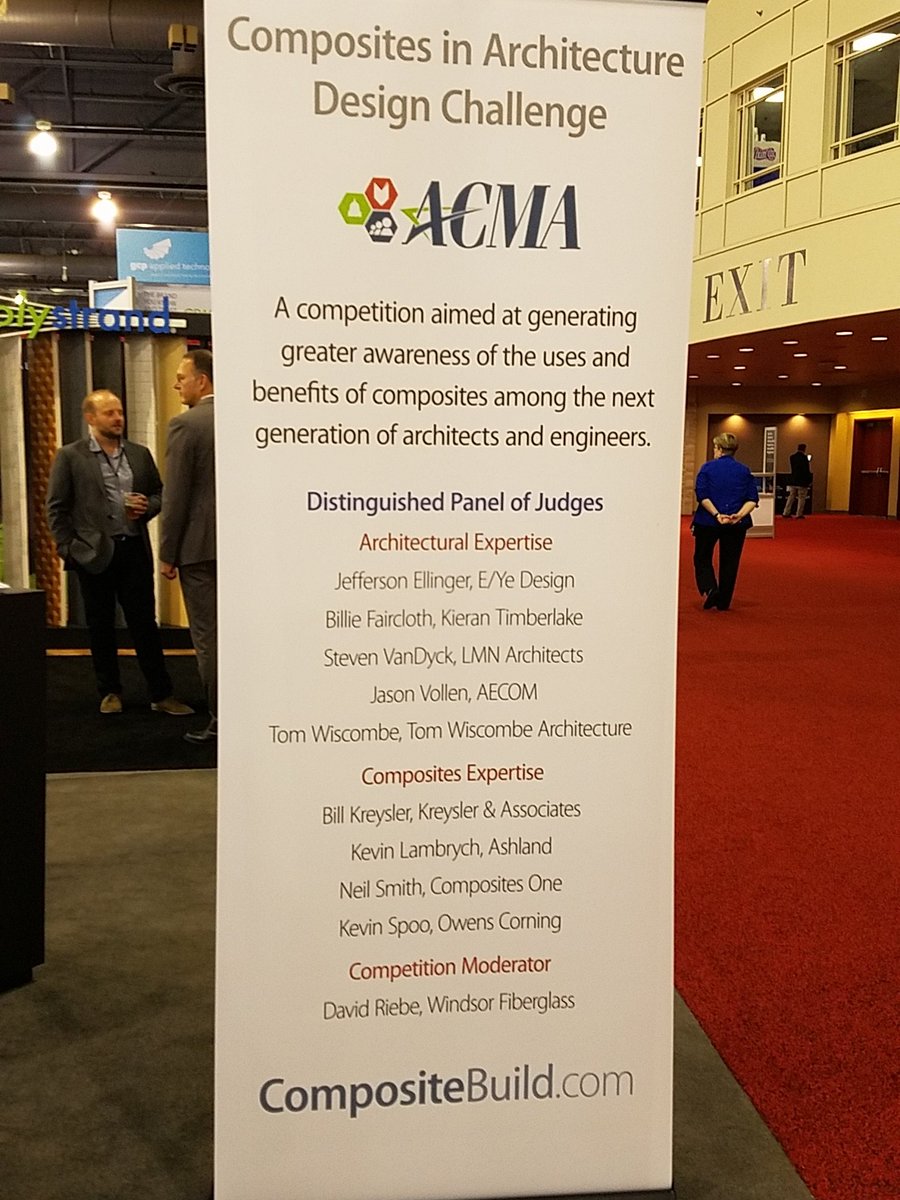 Composites in Architecture
Design Challenge
ACMA
A competition aimed at generating
greater awareness of the uses and
benefits of composites among the next
generation of architects and engineers.
Distinguished Panel of Judges
Architectural Expertise
Jefferson Ellinger, E/Ye Design
Billie Faircloth, Kieran Timberlake
Steven VanDyck, LMN Architects
Jason Vollen, AECOM
Tom Wiscombe, Tom Wiscombe Architecture
Composites Expertise
Bill Kreysler, Kreysler & Associates
Kevin Lambrych, Ashland
Neil Smith, Composites One
Kevin Spoo, Owens Corning
Competition Moderator
David Riebe, Windsor Fiberglass
CompositeBuild.com
gcp applied techno
olystrand
EXIT